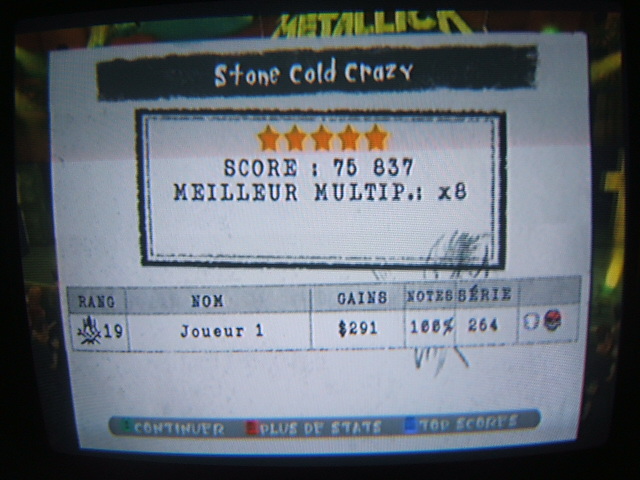 METALLICA
Stone Cold Crazy
SCORE : 75 837
MEILLEUR MULTIP.: x8
RANG NOM GAINS NOTES SÉRIE
19 Joueur 1 $291 100% 264
CONTINUER PLUS DE STATS TOP SCORES